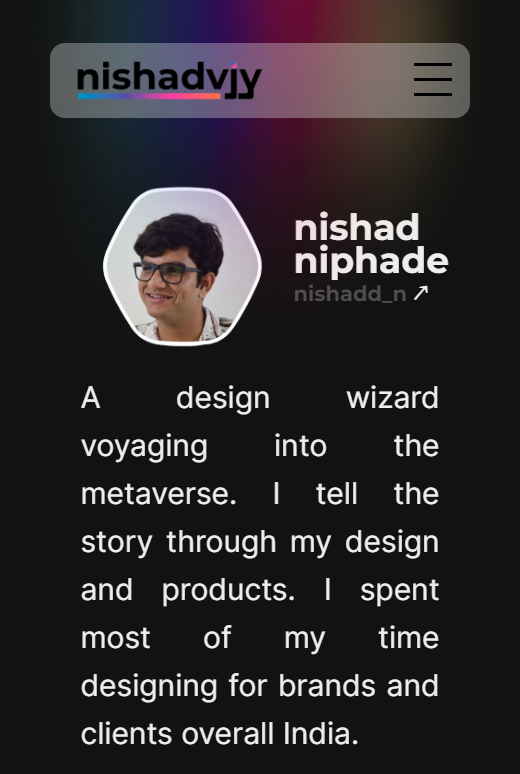 nishadvjy
nishad
niphade
nishadd_n ↗
A design wizard
voyaging into the
metaverse. I tell the
story through my design
and products. I spent
most of my time
designing for brands and
clients overall India.